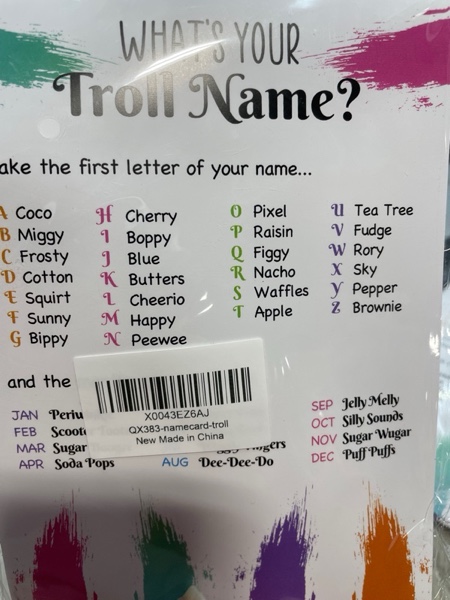 WHAT'S YOUR
Troll Name?
ake the first letter of your name...
A Coco
B Miggy
C Frosty
D Cotton
E Squirt
F Sunny
G Bippy
H Cherry
I Boppy
J Blue
K Butters
L Cheerio
M Happy
N Peewee
O Pixel
P Raisin
Q Figgy
R Nacho
S Waffles
T Apple
U Tea Tree
V Fudge
W Rory
X Sky
Y Pepper
Z Brownie
and the
X0043EZ6AJ
QX383-namecard-troll
New Made in China
JAN Periw
FEB Scoot
MAR Sugar
APR Soda Pops
AUG Dee-Dee-Do
SEP Jelly Melly
OCT Silly Sounds
NOV Sugar Wugar
DEC Puff Puffs